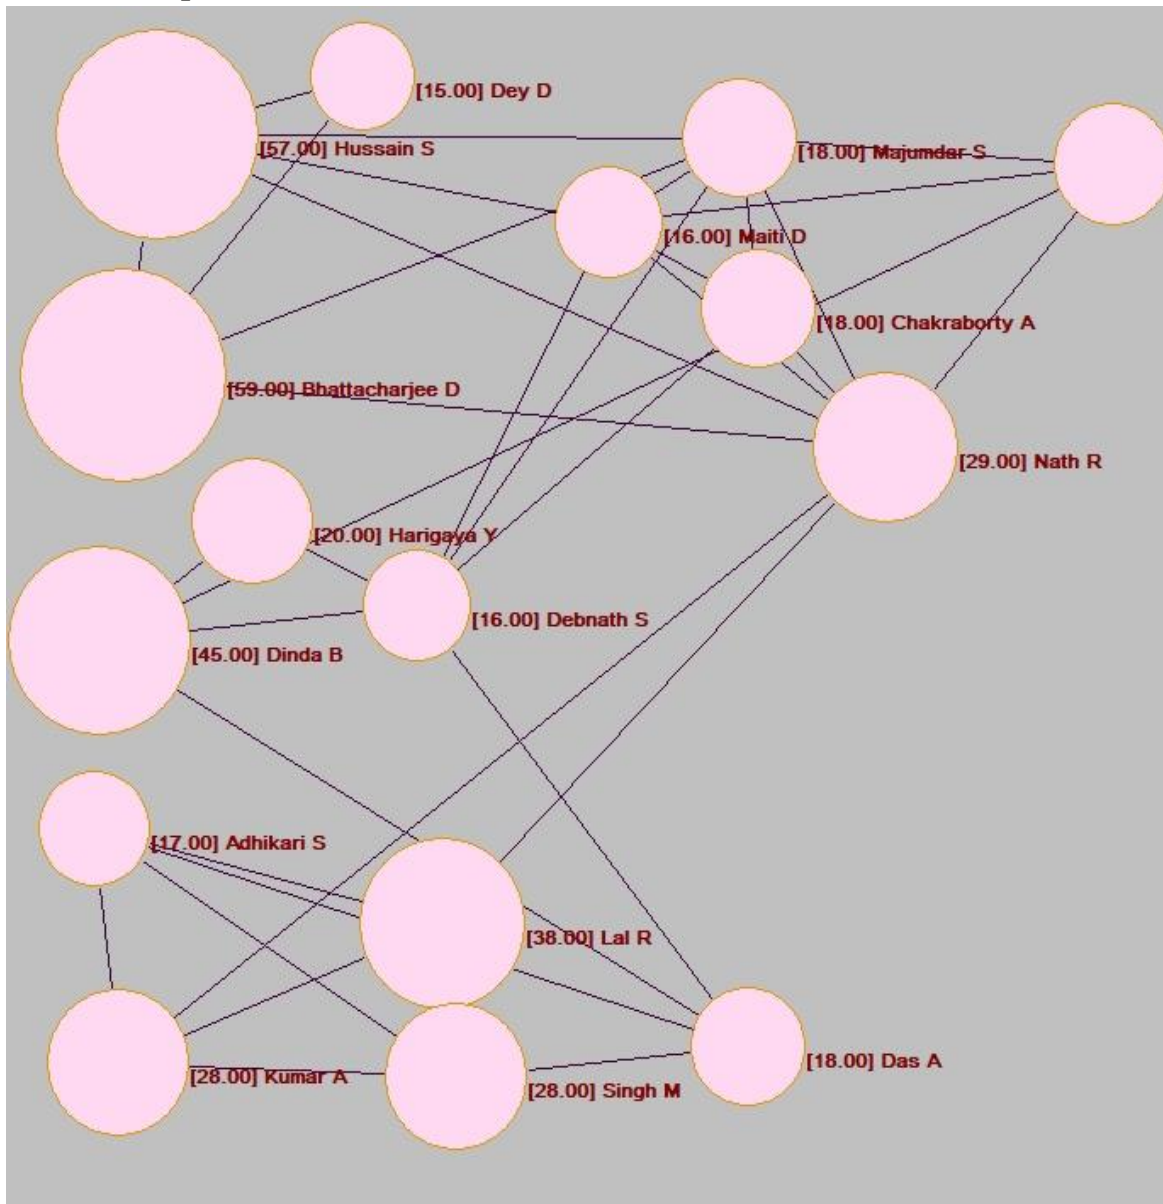 [15.00] Dey D
[57.00] Hussain S
[18.00] Majumdar S
[16.00] Maiti D
[18.00] Chakraborty A
[59.00] Bhattacharjee D
[29.00] Nath R
[20.00] Harigaya Y
[16.00] Debnath S
[45.00] Dinda B
[17.00] Adhikari S
[38.00] Lal R
[18.00] Das A
[28.00] Kumar A
[28.00] Singh M